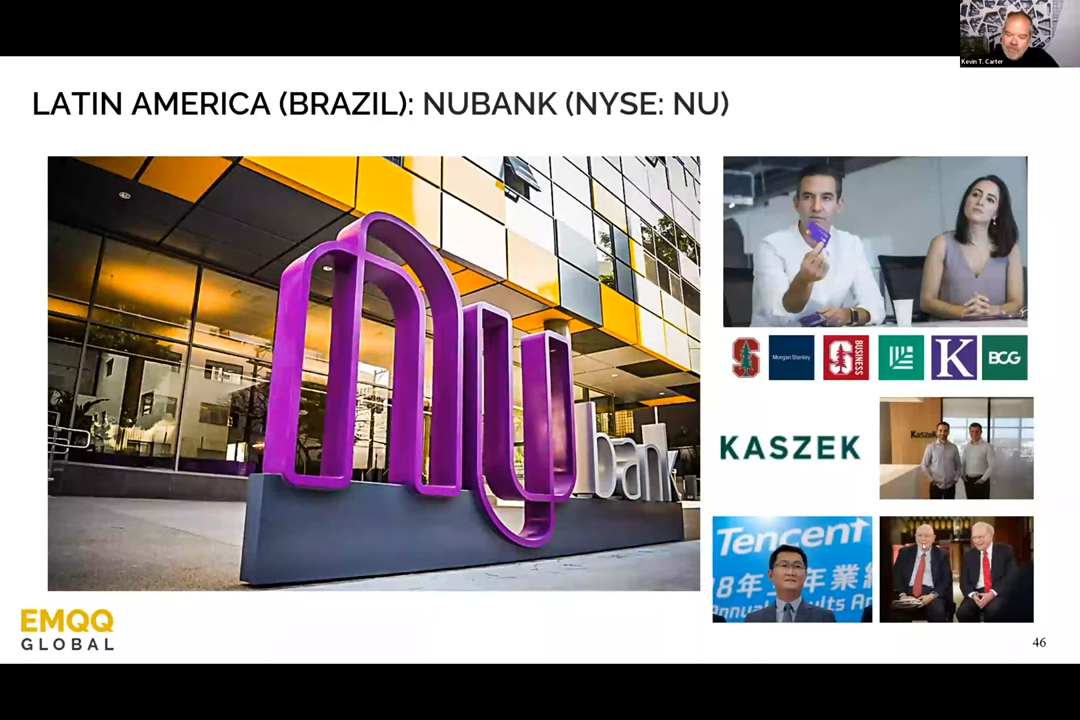 Kevin T. Carter
LATIN AMERICA (BRAZIL): NUBANK (NYSE: NU)
nu
bank
S
Morgan Stanley
S
BUSINESS
K
BCG
KASZEK
Kaszek
Tencent
EMQQ
GLOBAL
46